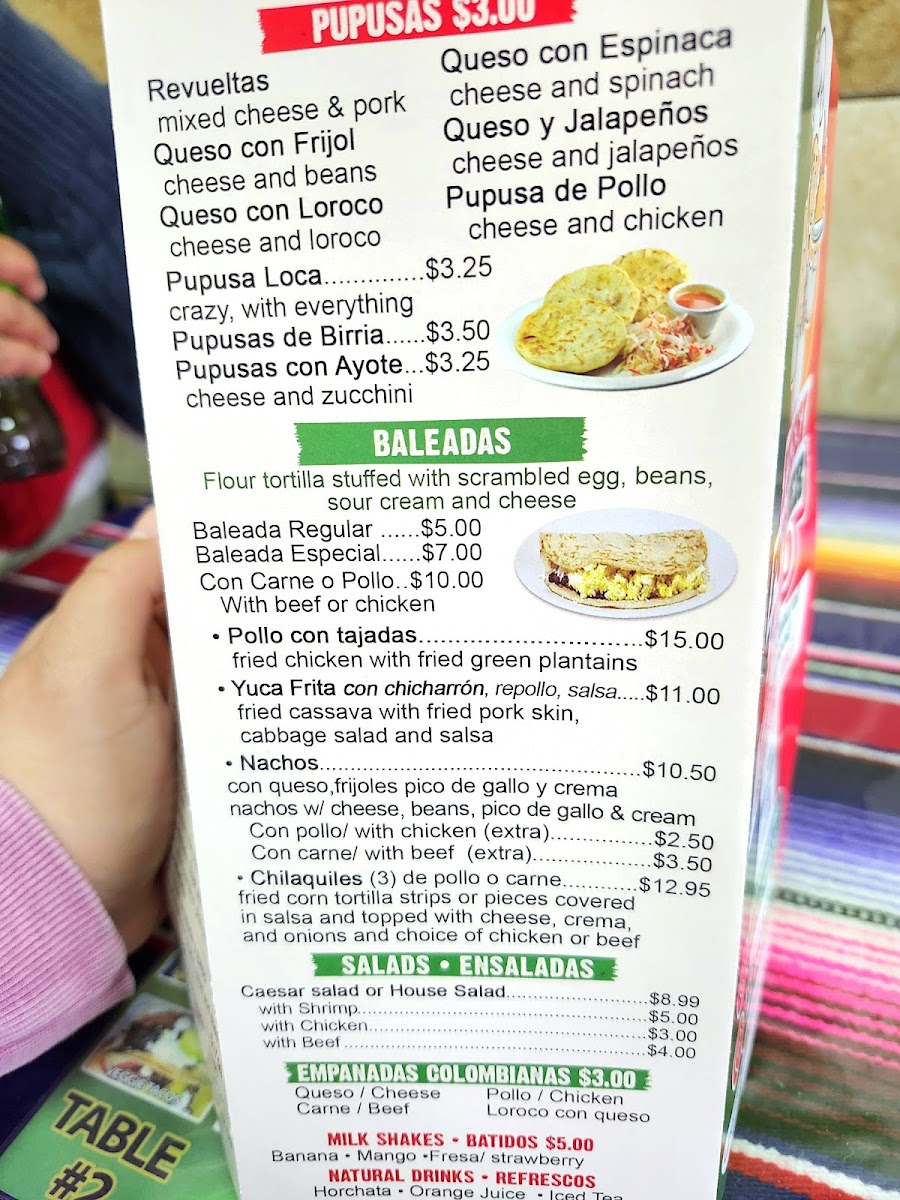 PUPUSAS $3.00
Revueltas
mixed cheese & pork
Queso con Frijol
cheese and beans
Queso con Loroco
cheese and loroco
Queso con Espinaca
cheese and spinach
Queso y Jalapeños
cheese and jalapeños
Pupusa de Pollo
cheese and chicken
Pupusa Loca..............$3.25
crazy, with everything
Pupusas de Birria......$3.50
Pupusas con Ayote...$3.25
cheese and zucchini
BALEADAS
Flour tortilla stuffed with scrambled egg, beans,
sour cream and cheese
Baleada Regular ......$5.00
Baleada Especial......$7.00
Con Carne o Pollo..$10.00
With beef or chicken
• Pollo con tajadas.............................$15.00
fried chicken with fried green plantains
• Yuca Frita con chicharrón, repollo, salsa.....$11.00
fried cassava with fried pork skin,
cabbage salad and salsa
• Nachos..........................................$10.50
con queso,frijoles pico de gallo y crema
nachos w/ cheese, beans, pico de gallo & cream
Con pollo/ with chicken (extra)..............$2.50
Con carne/ with beef (extra)................$3.50
• Chilaquiles (3) de pollo o carne..........$12.95
fried corn tortilla strips or pieces covered
in salsa and topped with cheese, crema,
and onions and choice of chicken or beef
SALADS • ENSALADAS
Caesar salad or House Salad......................$8.99
with Shrimp..............................................$5.00
with Chicken.............................................$3.00
with Beef..................................................$4.00
EMPANADAS COLOMBIANAS $3.00
Queso / Cheese
Carne / Beef
Pollo / Chicken
Loroco con queso
MILK SHAKES • BATIDOS $5.00
Banana • Mango •Fresa/ strawberry
NATURAL DRINKS • REFRESCOS
Horchata • Orange Juice • Iced Tea
TABLE
#2